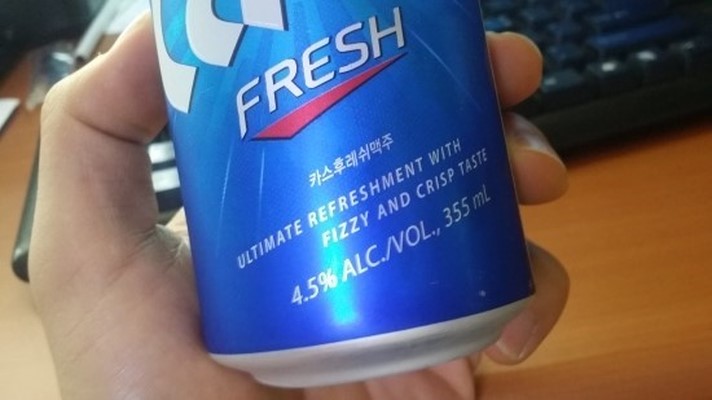 FRESH
카스후레쉬맥주
ULTIMATE REFRESHMENT WITH
FIZZY AND CRISP TASTE
4.5% ALC./VOL., 355 mL